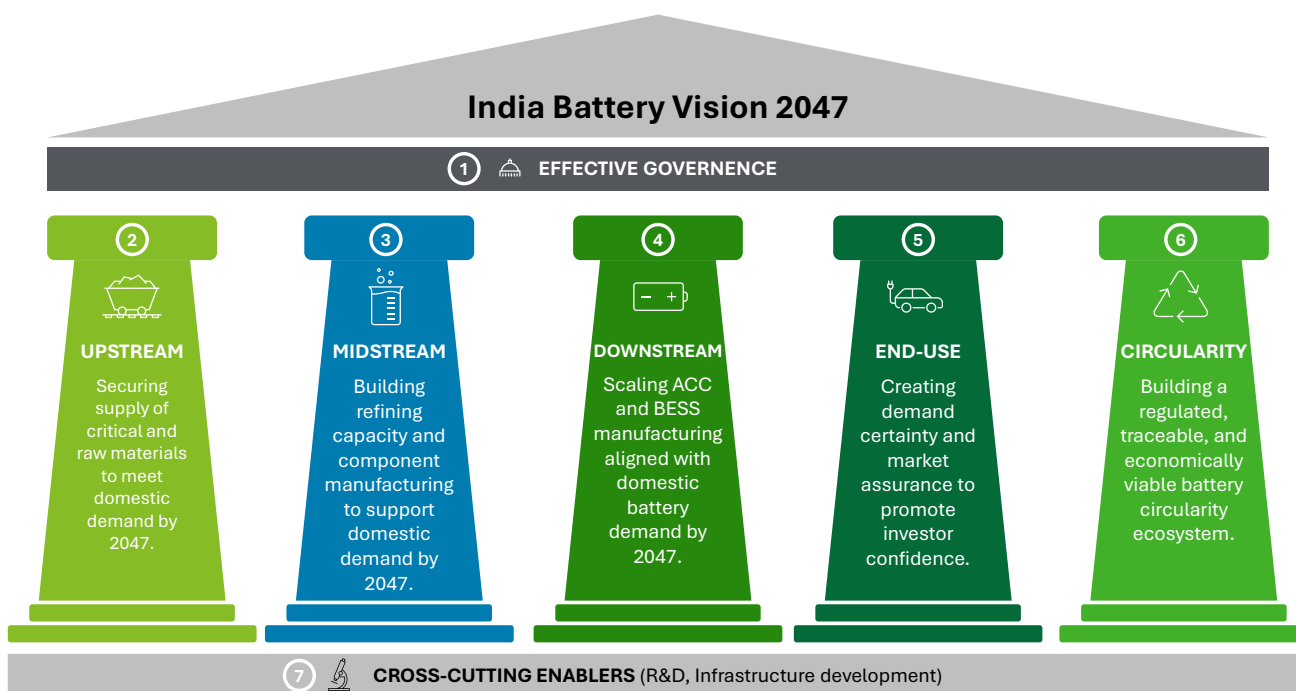 India Battery Vision 2047
1 EFFECTIVE GOVERNENCE
2
UPSTREAM
Securing
supply of
critical and
raw materials
to meet
domestic
demand by
2047.
3
MIDSTREAM
Building
refining
capacity and
component
manufacturing
to support
domestic
demand by
2047.
4
DOWNSTREAM
Scaling ACC
and BESS
manufacturing
aligned with
domestic
battery
demand by
2047.
5
END-USE
Creating
demand
certainty and
market
assurance to
promote
investor
confidence.
6
CIRCULARITY
Building a
regulated,
traceable, and
economically
viable battery
circularity
ecosystem.
7 CROSS-CUTTING ENABLERS (R&D, Infrastructure development)